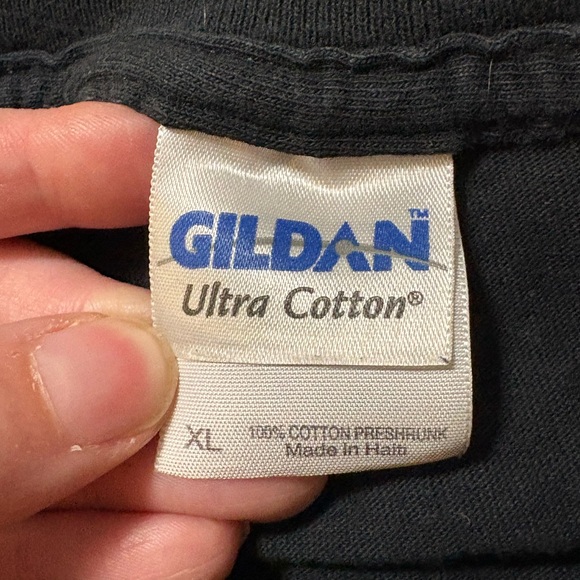 GILDAN™
Ultra Cotton®
XL 100% COTTON PRESHRUNK
Made In Haiti